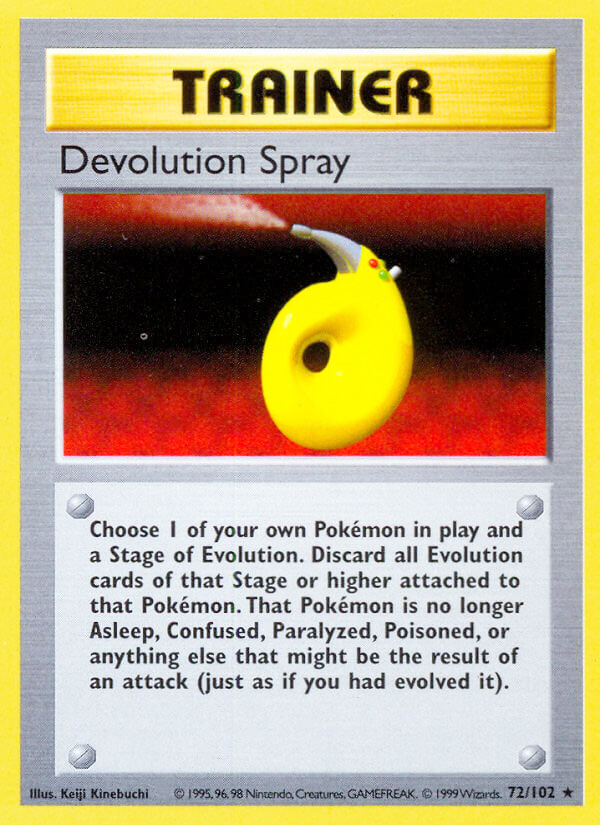 TRAINER
Devolution Spray
Choose 1 of your own Pokémon in play and
a Stage of Evolution. Discard all Evolution
cards of that Stage or higher attached to
that Pokémon. That Pokémon is no longer
Asleep, Confused, Paralyzed, Poisoned, or
anything else that might be the result of
an attack (just as if you had evolved it).
Illus. Keiji Kinebuchi © 1995, 96, 98 Nintendo, Creatures, GAMEFREAK. © 1999 Wizards. 72/102 ★